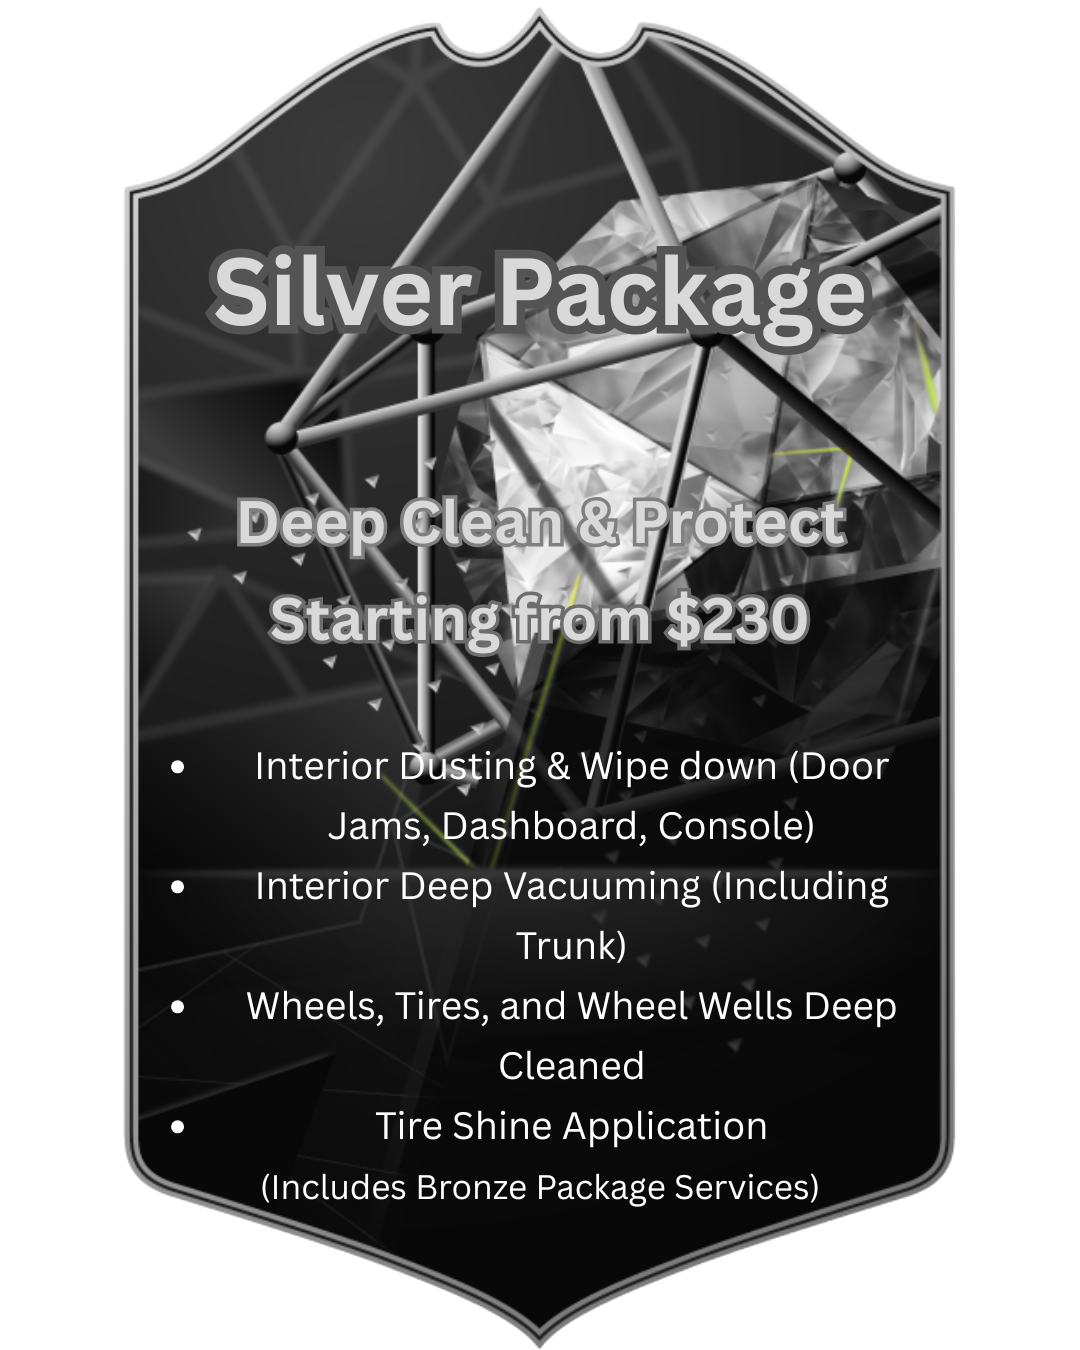 Silver Package
Deep Clean & Protect
Starting from $230
• Interior Dusting & Wipe down (Door
Jams, Dashboard, Console)
• Interior Deep Vacuuming (Including
Trunk)
• Wheels, Tires, and Wheel Wells Deep
Cleaned
• Tire Shine Application
(Includes Bronze Package Services)